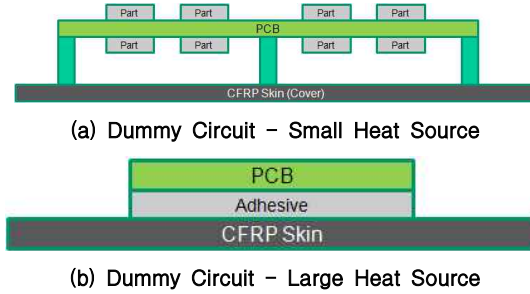 Part Part Part Part
PCB
Part Part Part Part
CFRP Skin (Cover)
(a) Dummy Circuit - Small Heat Source
PCB
Adhesive
CFRP Skin
(b) Dummy Circuit - Large Heat Source